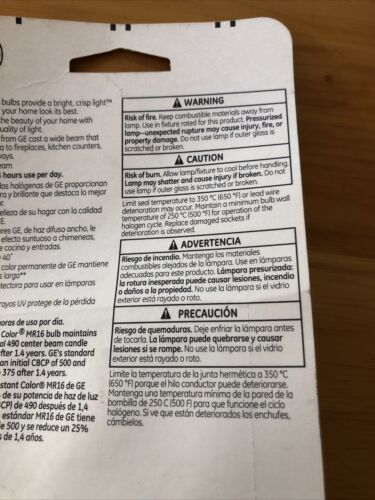 bulbs provide a bright, crisp light™
your home look its best.
the beauty of your home with
quality of light.
from GE cast a wide beam that
a to fireplaces, kitchen counters,
ways.
eam
hours use per day.
las halógenas de GE proporcionan
ra y brillante que destaca lo mejor
ar.
elleza de su hogar con la calidad
GE.
res GE, de haz difuso ancho, le
efecto suntuoso a chimeneas,
de cocina y entradas.
40˚
color permanente de GE mantiene
s largo**
tectora para usar en lámparas
rayos UV protege de la pérdida
oras de uso por día.
Color® MR16 bulb maintains
al 490 center beam candle
fter 1.4 years. GE's standard
n initial CBCP of 500 and
375 after 1.4 years.
stant Color® MR16 de GE
% de su potencia de haz de luz
CP) de 490 después de 1,4
estándar MR16 de GE tiene
de 500 y se reduce un 25%
s de 1,4 años.
WARNING
Risk of fire. Keep combustible materials away from
lamp. Use in fixture rated for this product. Pressurized
lamp—unexpected rupture may cause injury, fire, or
property damage. Do not use lamp if outer glass is
scratched or broken.
CAUTION
Risk of burn. Allow lamp/fixture to cool before handling.
Lamp may shatter and cause injury if broken. Do not
use lamp if outer glass is scratched or broken.
Limit seal temperature to 350 °C (650 °F) or lead wire
deterioration may occur. Maintain a minimum bulb wall
temperature of 250 °C (500 °F) for operation of the
halogen cycle. Replace damaged sockets if
deterioration is observed.
ADVERTENCIA
Riesgo de incendio. Mantenga los materiales
combustibles alejados de la lámpara. Use en lámparas
adecuadas para este producto. Lámpara presurizada:
la rotura inesperada puede causar lesiones, incendio
o daños a la propiedad. No use la lámpara si el vidrio
exterior está rayado o roto.
PRECAUCIÓN
Riesgo de quemaduras. Deje enfriar la lámpara antes
de tocarla. La lámpara puede quebrarse y causar
lesiones si se rompe. No use la lámpara si el vidrio
exterior está rayado o roto.
Limite la temperatura de la junta hermética a 350 °C
(650 °F) porque el hilo conductor puede deteriorarse.
Mantenga una temperatura mínima de la pared de la
bombilla de 250 C (500 F) para que funcione el ciclo
halógeno. Si ve que están deteriorados los enchufes,
cámbielos.